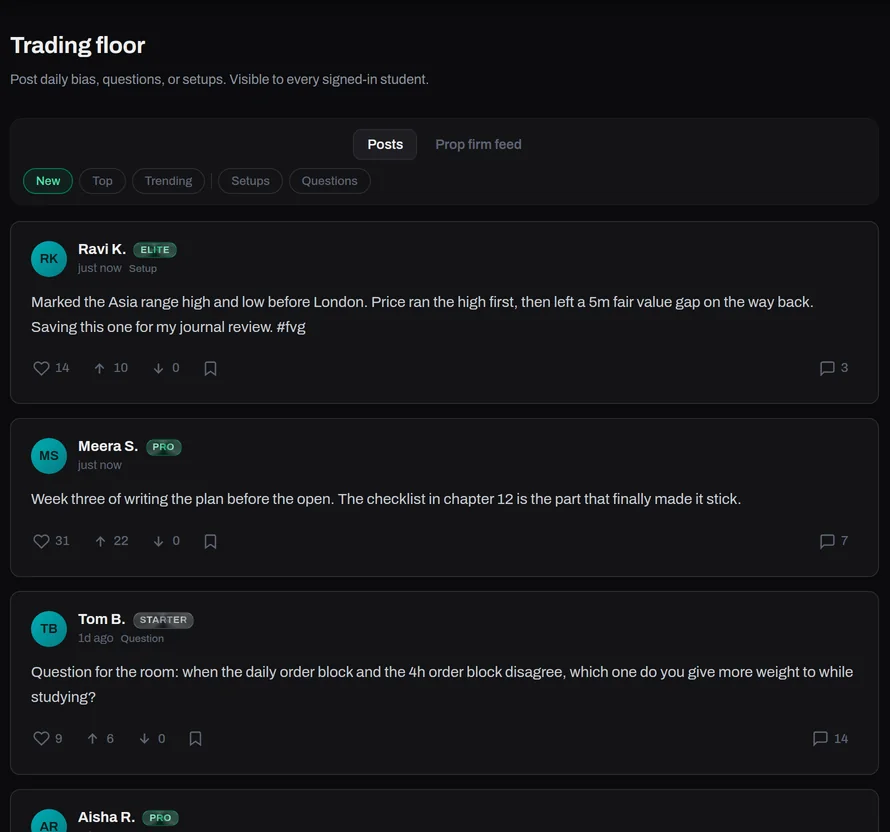 Trading floor
Post daily bias, questions, or setups. Visible to every signed-in student.
Posts Prop firm feed
New Top Trending Setups Questions
RK Ravi K. ELITE
just now Setup
Marked the Asia range high and low before London. Price ran the high first, then left a 5m fair value gap on the way back.
Saving this one for my journal review. #fvg
14 10 0 3
MS Meera S. PRO
just now
Week three of writing the plan before the open. The checklist in chapter 12 is the part that finally made it stick.
31 22 0 7
TB Tom B. STARTER
1d ago Question
Question for the room: when the daily order block and the 4h order block disagree, which one do you give more weight to while
studying?
9 6 0 14
AR Aisha R. PRO